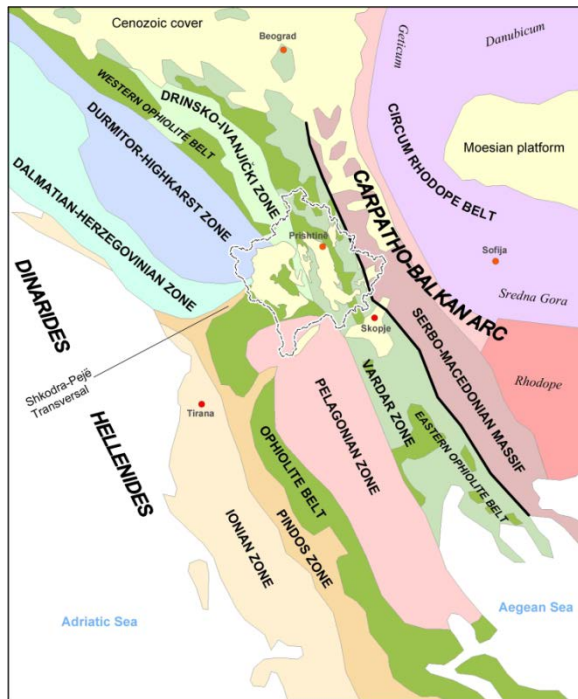 Cenozoic cover
Beograd
Geticum
Danubicum
WESTERN OPHIOLITE BELT
DRINSKO-IVANJIČKI ZONE
DURMITOR-HIGHKARST ZONE
DALMATIAN-HERZEGOVINIAN ZONE
CIRCUM RHODOPE BELT
Moesian platform
CARPATHO-BALKAN ARC
Prishtinë
Sofija
Sredna Gora
DINARIDES
Skopje
SERBO-MACEDONIAN MASSIF
Rhodope
Shkodra-Pejë
Transversal
Tirana
HELLENIDES
VARDAR ZONE
EASTERN OPHIOLITE BELT
PELAGONIAN ZONE
OPHIOLITE BELT
PINDOS ZONE
IONIAN ZONE
Adriatic Sea
Aegean Sea